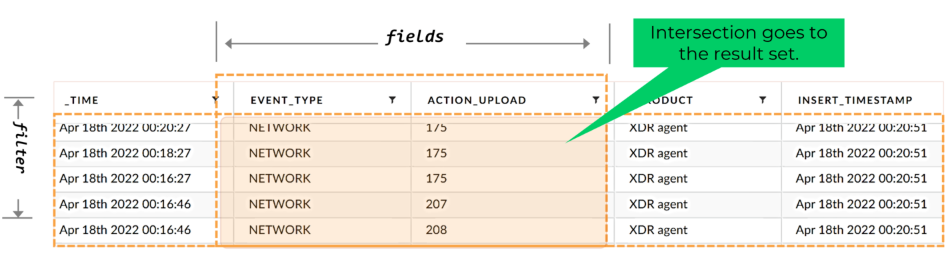 fields
Intersection goes to
the result set.
filter
_TIME EVENT_TYPE ACTION_UPLOAD RODUCT INSERT_TIMESTAMP
Apr 18th 2022 00:20:27 NETWORK 175 XDR agent Apr 18th 2022 00:20:51
Apr 18th 2022 00:18:27 NETWORK 175 XDR agent Apr 18th 2022 00:20:51
Apr 18th 2022 00:16:27 NETWORK 175 XDR agent Apr 18th 2022 00:20:51
Apr 18th 2022 00:16:46 NETWORK 207 XDR agent Apr 18th 2022 00:20:51
Apr 18th 2022 00:16:46 NETWORK 208 XDR agent Apr 18th 2022 00:20:51